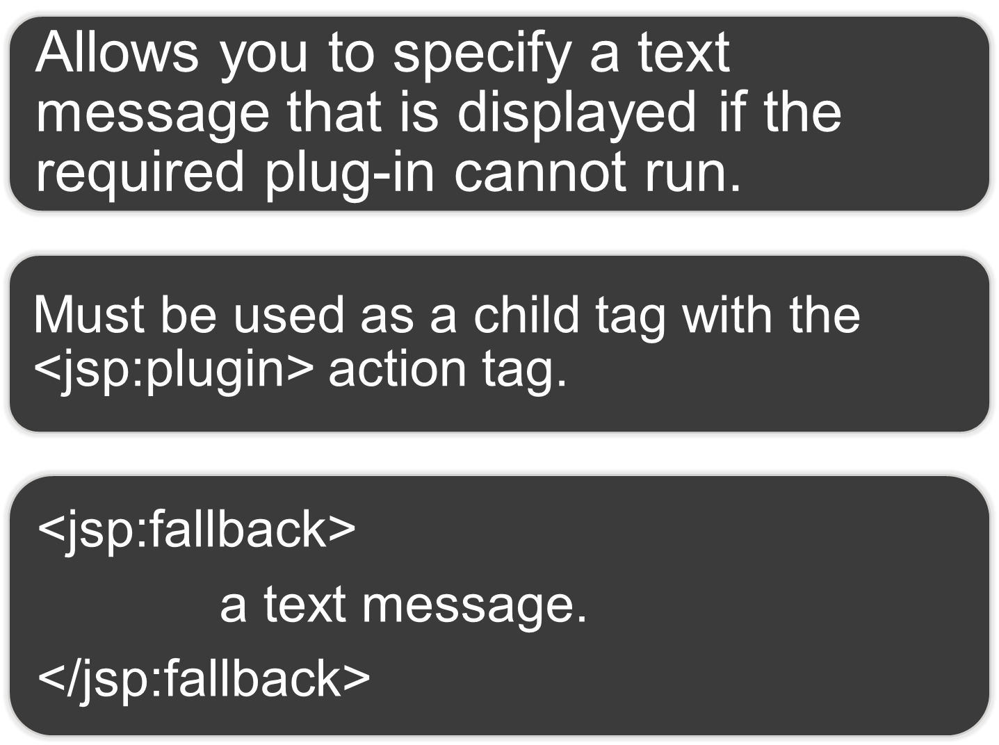 Allows you to specify a text
message that is displayed if the
required plug-in cannot run.
Must be used as a child tag with the
<jsp:plugin> action tag.
<jsp:fallback>
a text message.
</jsp:fallback>